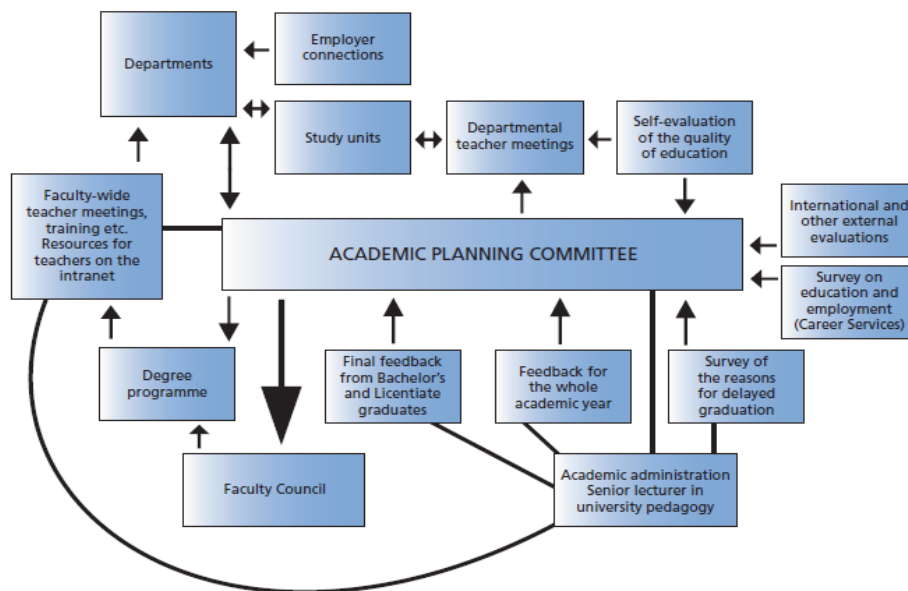 Departments
Employer
connections
Study units
Departmental
teacher meetings
Self-evaluation
of the quality
of education
Faculty-wide
teacher meetings,
training etc.
Resources for
teachers on the
intranet
ACADEMIC PLANNING COMMITTEE
International and
other external
evaluations
Survey on
education and
employment
(Career Services)
Degree
programme
Final feedback
from Bachelor's
and Licentiate
graduates
Feedback for
the whole
academic year
Survey of
the reasons
for delayed
graduation
Faculty Council
Academic administration
Senior lecturer in
university pedagogy